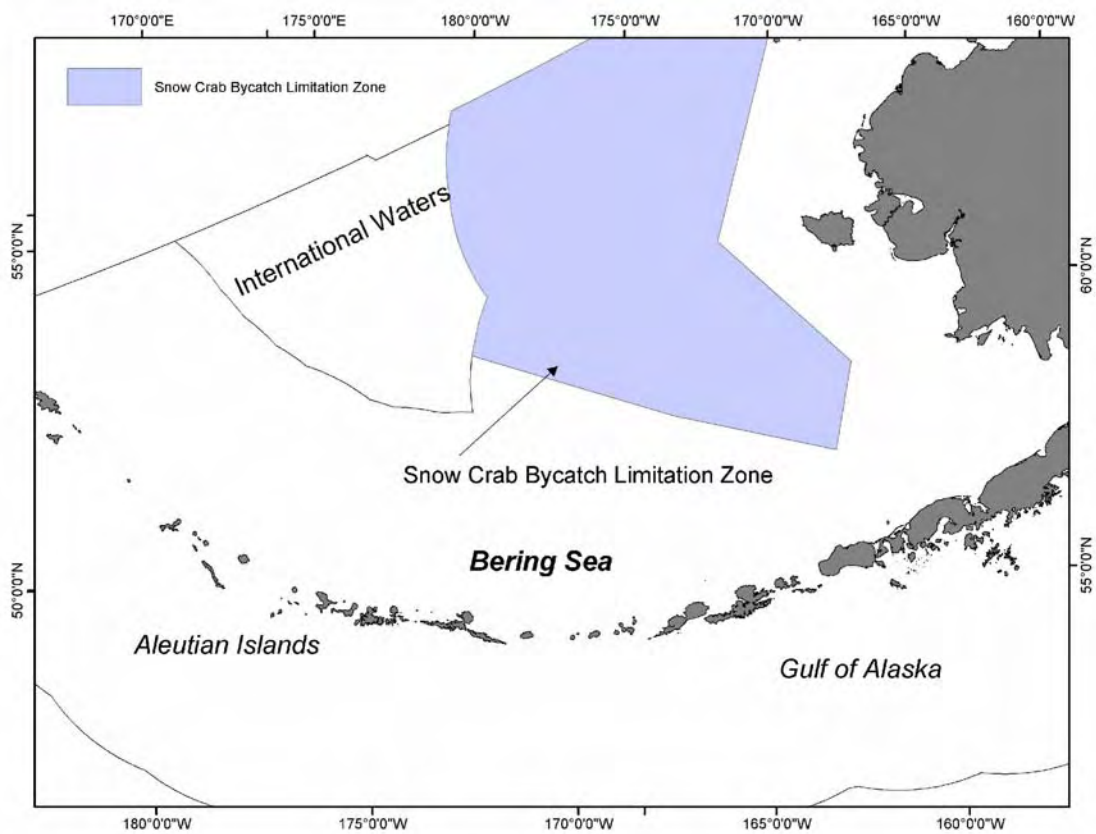 170°0'0"E 175°0'0"E 180°0'0"W 175°0'0"W 170°0'0"W 165°0'0"W 160°0'0"W
Snow Crab Bycatch Limitation Zone
International Waters
55°0'0"N
60°0'0"N
Snow Crab Bycatch Limitation Zone
Bering Sea
50°0'0"N
55°0'0"N
Aleutian Islands
Gulf of Alaska
180°0'0"W 175°0'0"W 170°0'0"W 165°0'0"W 160°0'0"W